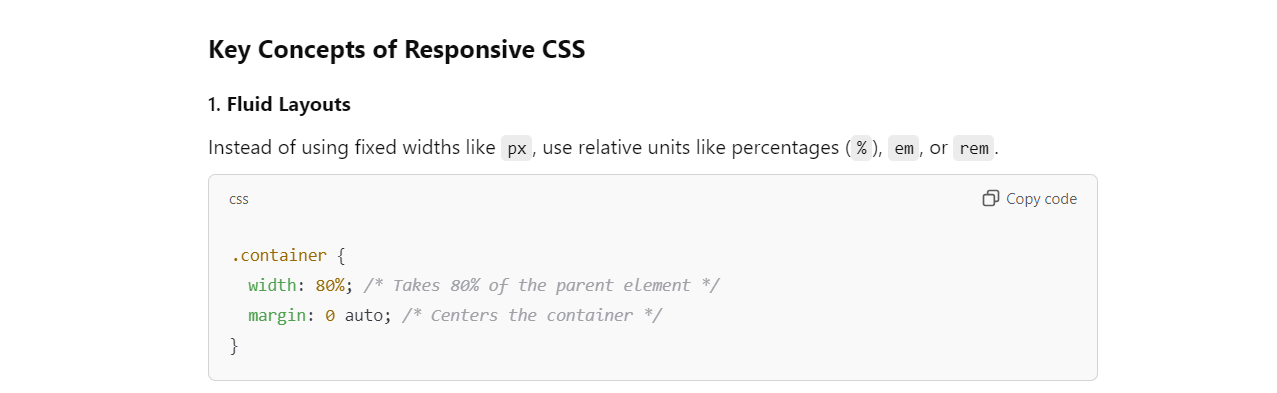 Key Concepts of Responsive CSS
1. Fluid Layouts
Instead of using fixed widths like px, use relative units like percentages (%), em, or rem.
css
Copy code
.container {
  width: 80%; /* Takes 80% of the parent element */
  margin: 0 auto; /* Centers the container */
}